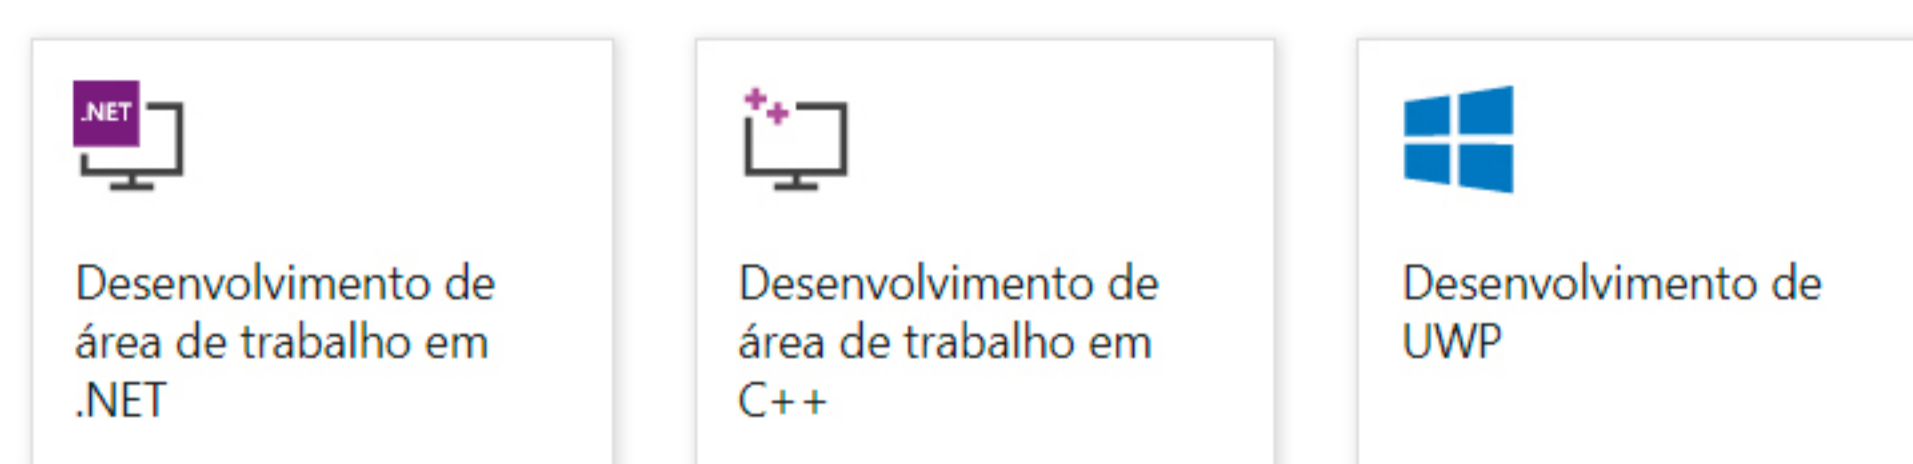 .NET
Desenvolvimento de
área de trabalho em
.NET
Desenvolvimento de
área de trabalho em
C++
Desenvolvimento de
UWP